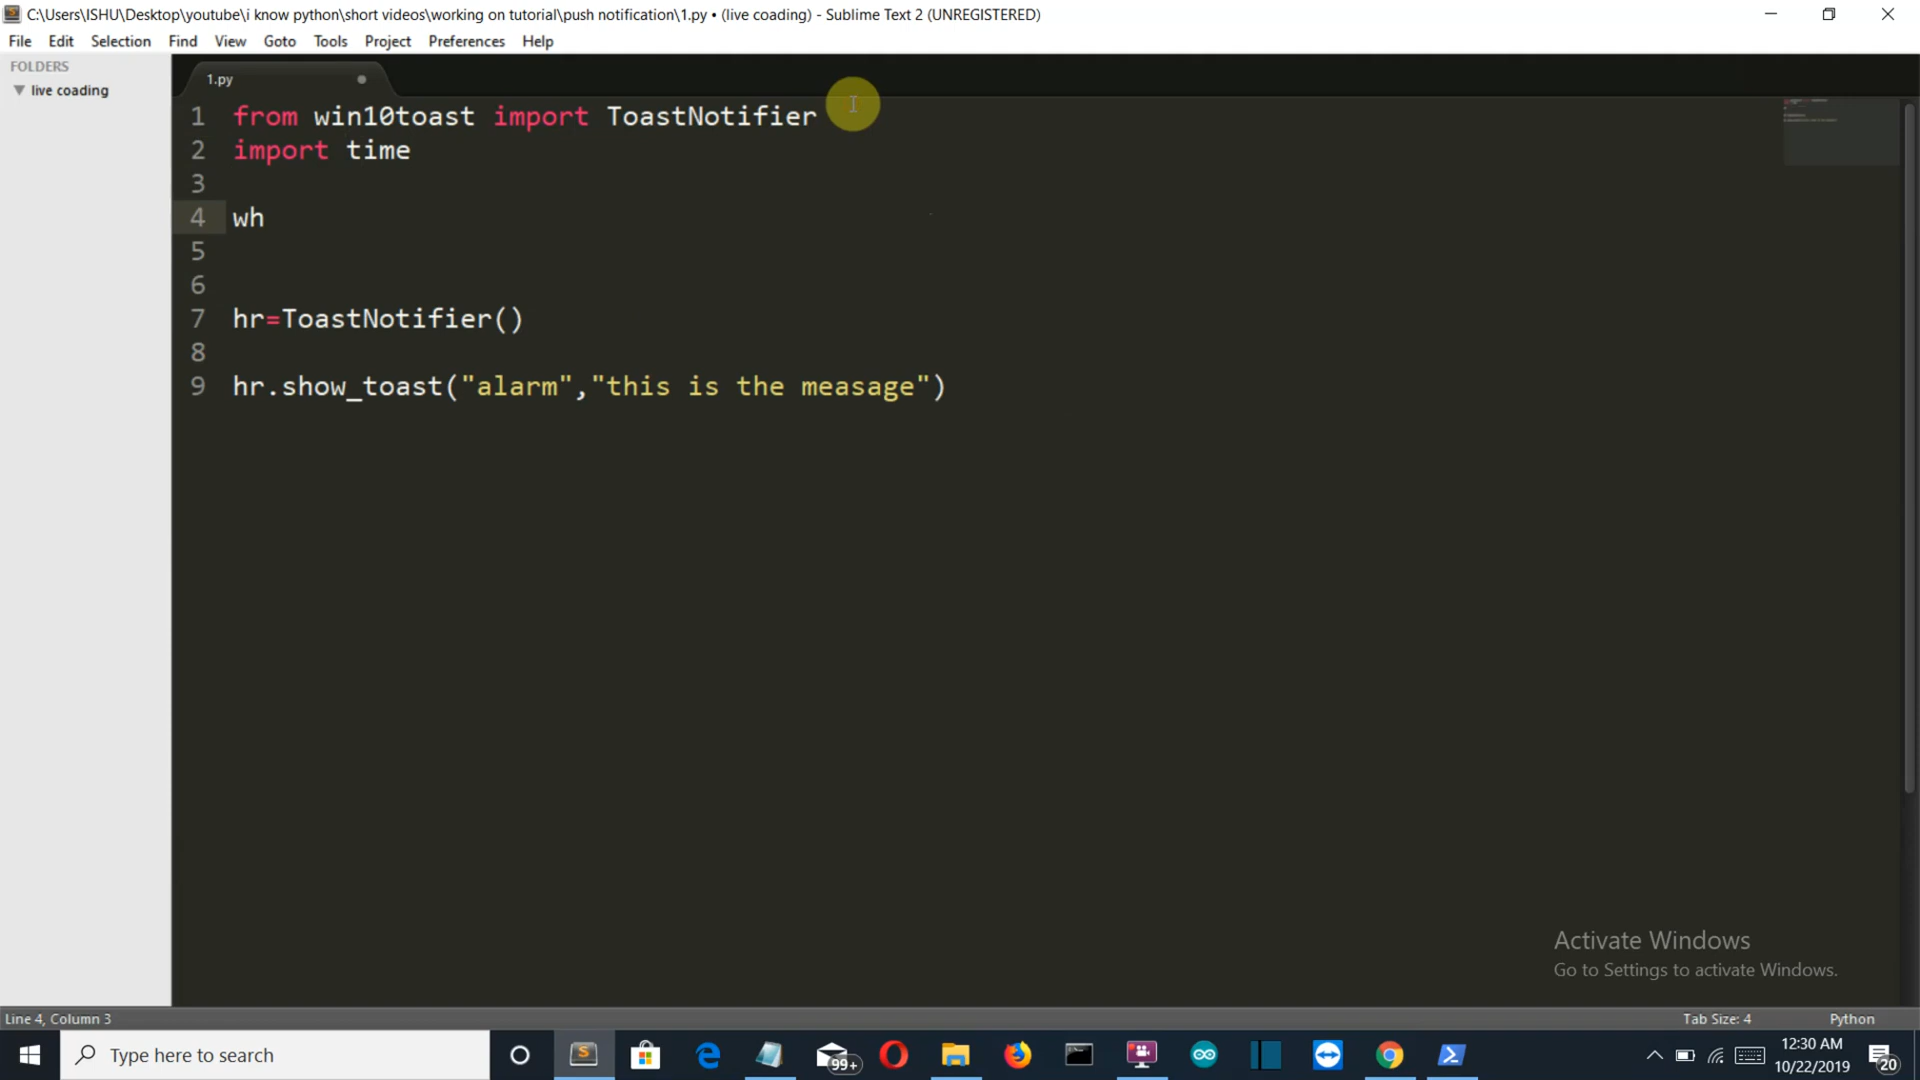 C:\Users\ISHU\Desktop\youtube\i know python\short videos\working on tutorial\push notification\1.py • (live coading) - Sublime Text 2 (UNREGISTERED)
File Edit Selection Find View Goto Tools Project Preferences Help
FOLDERS
live coading
1.py
1 from win10toast import ToastNotifier
2 import time
3
4 wh
5
6
7 hr=ToastNotifier()
8
9 hr.show_toast("alarm","this is the measage")
Activate Windows
Go to Settings to activate Windows.
Line 4, Column 3 Tab Size: 4 Python
Type here to search 99+ 12:30 AM
10/22/2019 20